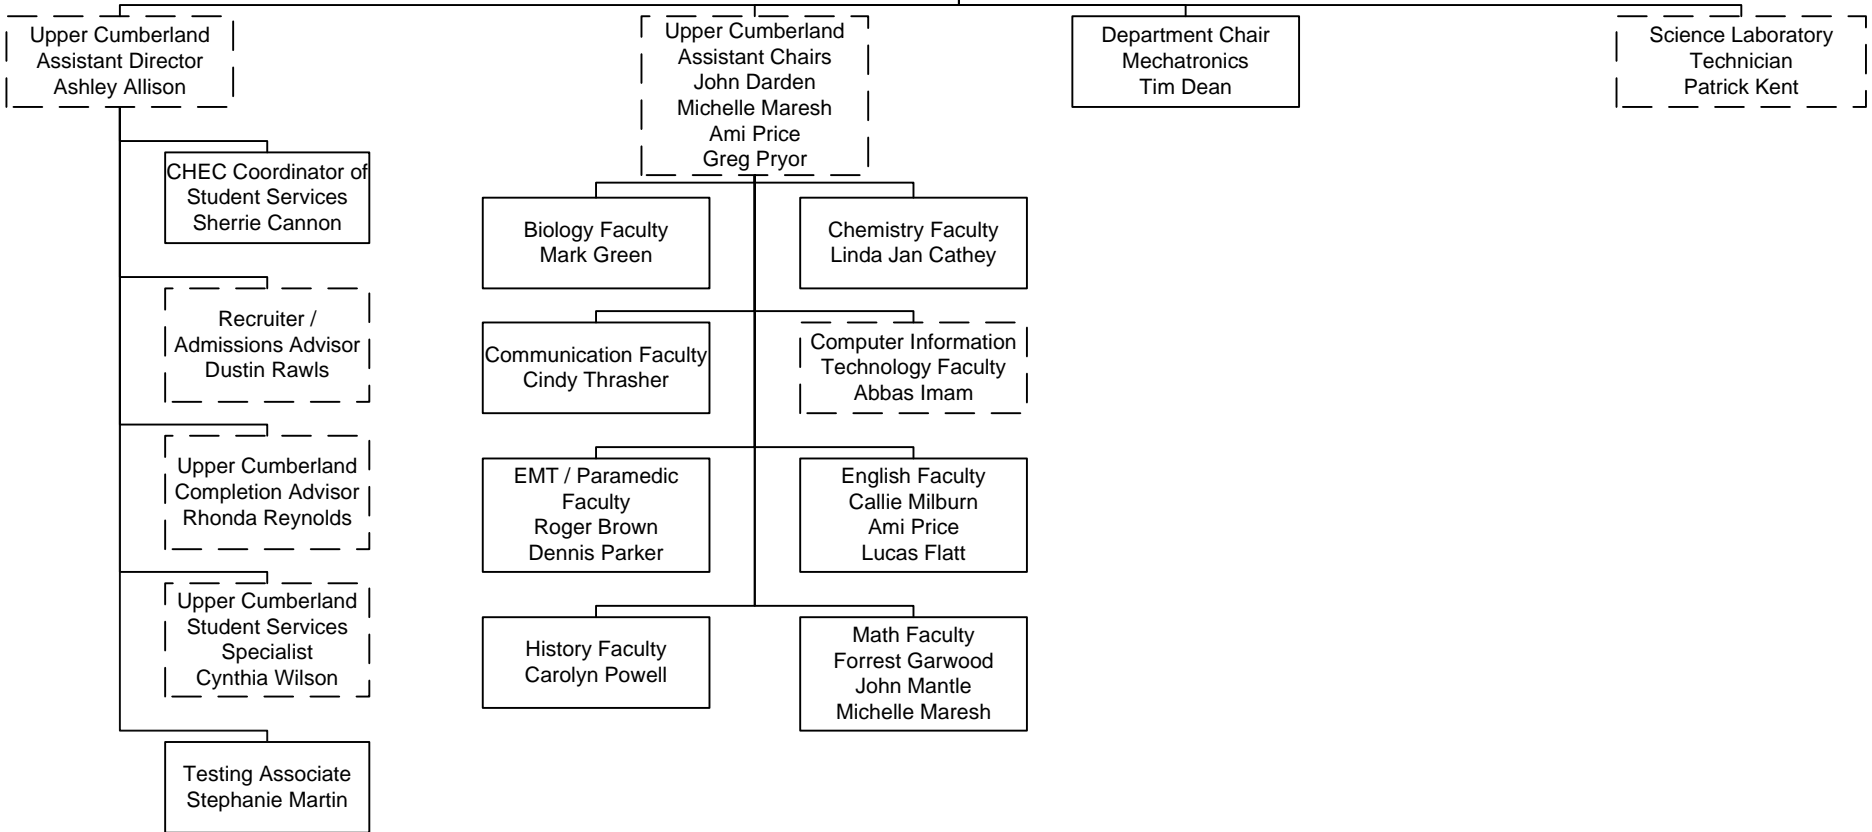 Upper Cumberland
Assistant Director
Ashley Allison
Upper Cumberland
Assistant Chairs
John Darden
Michelle Maresh
Ami Price
Greg Pryor
Department Chair
Mechatronics
Tim Dean
Science Laboratory
Technician
Patrick Kent
CHEC Coordinator of
Student Services
Sherrie Cannon
Recruiter /
Admissions Advisor
Dustin Rawls
Upper Cumberland
Completion Advisor
Rhonda Reynolds
Upper Cumberland
Student Services
Specialist
Cynthia Wilson
Testing Associate
Stephanie Martin
Biology Faculty
Mark Green
Chemistry Faculty
Linda Jan Cathey
Communication Faculty
Cindy Thrasher
Computer Information
Technology Faculty
Abbas Imam
EMT / Paramedic
Faculty
Roger Brown
Dennis Parker
English Faculty
Callie Milburn
Ami Price
Lucas Flatt
History Faculty
Carolyn Powell
Math Faculty
Forrest Garwood
John Mantle
Michelle Maresh